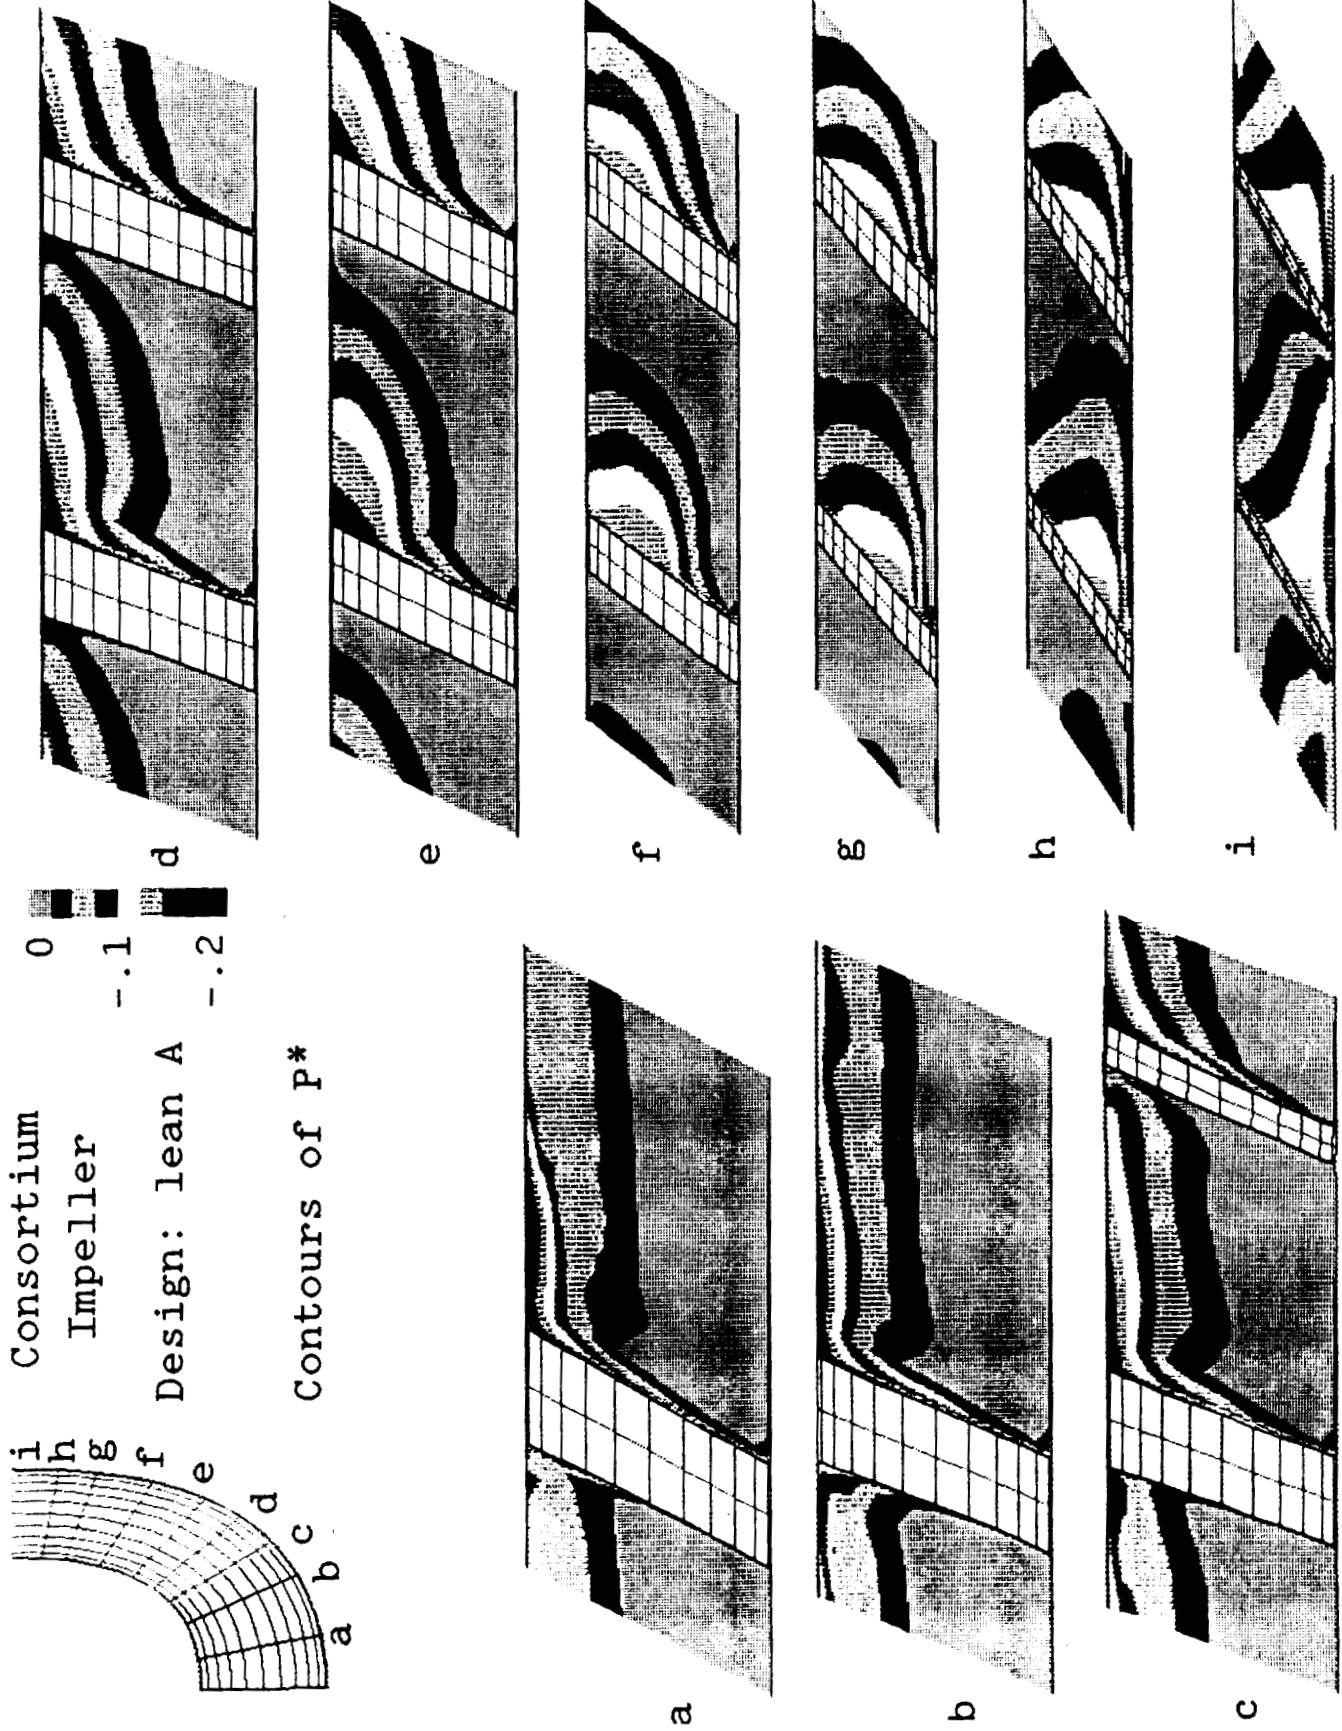 Consortium
Impeller
Design: lean A
Contours of P*
0
-.1
-.2
a
b
c
d
e
f
g
h
i
a
b
c
d
e
f
g
h
i